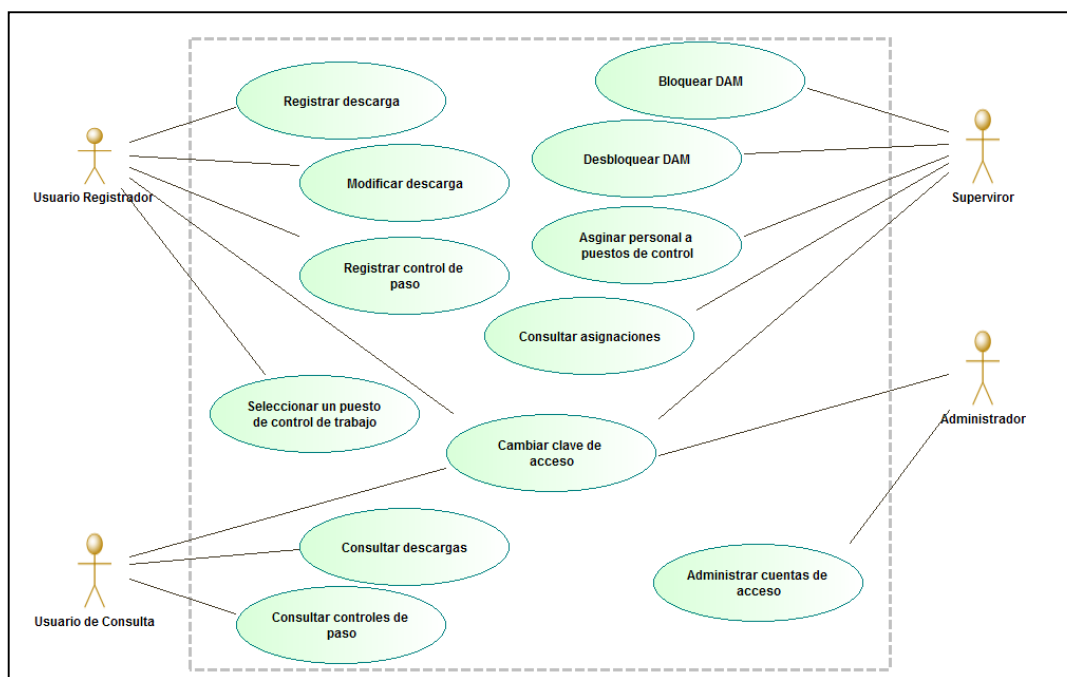 Registrar descarga
Bloquear DAM
Usuario Registrador
Modificar descarga
Desbloquear DAM
Superviror
Registrar control de
paso
Asginar personal a
puestos de control
Consultar asignaciones
Seleccionar un puesto
de control de trabajo
Cambiar clave de
acceso
Administrador
Consultar descargas
Administrar cuentas de
acceso
Usuario de Consulta
Consultar controles de
paso